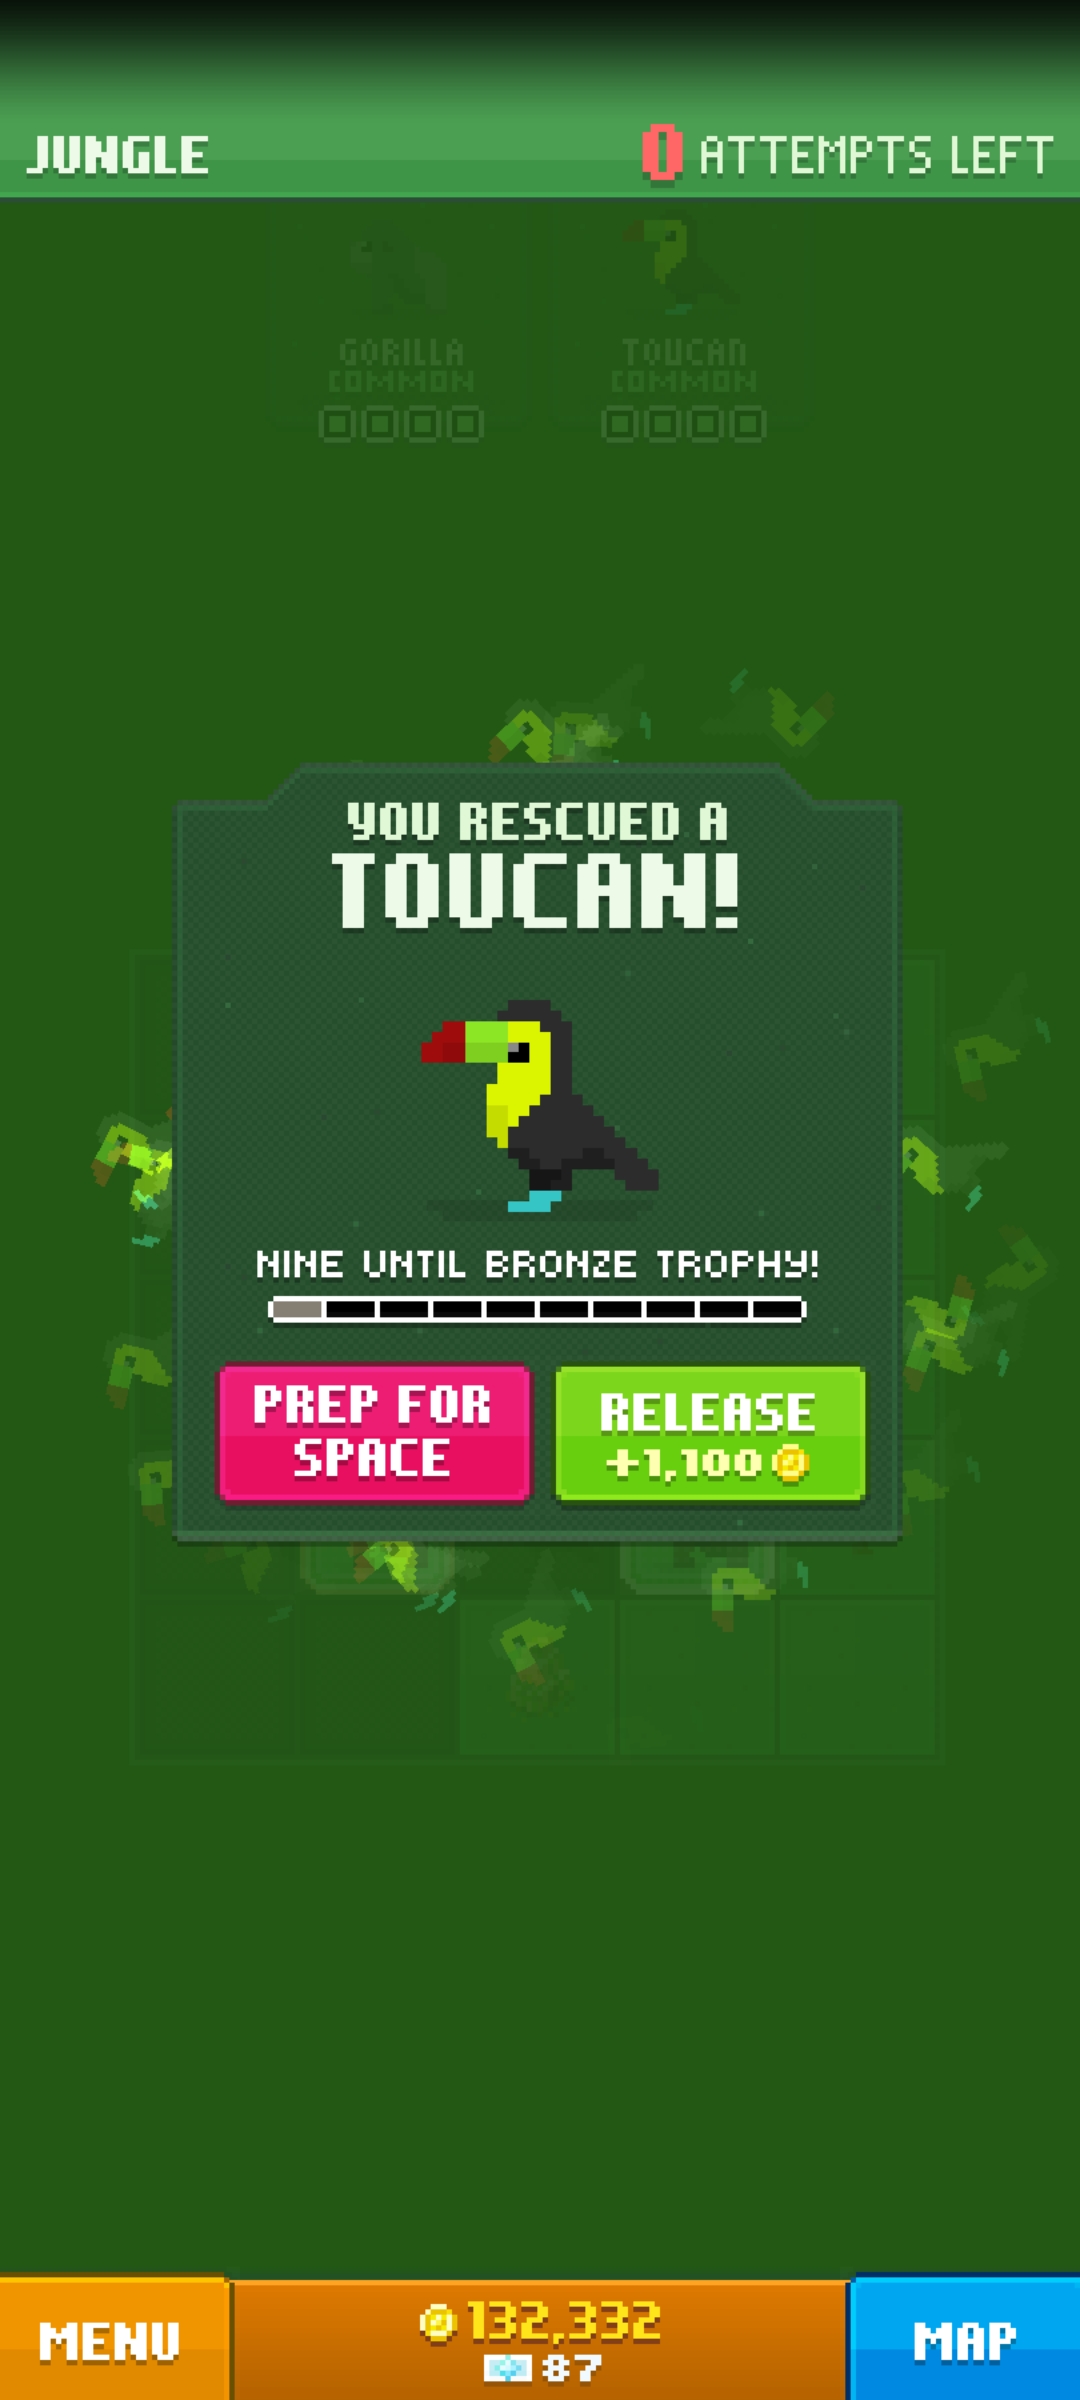 JUNGLE
0 ATTEMPTS LEFT
GORILLA
COMMON
TOUCAN
COMMON
YOU RESCUED A
TOUCAN!
NINE UNTIL BRONZE TROPHY!
PREP FOR
SPACE
RELEASE
+1,100
MENU
132,332
87
MAP